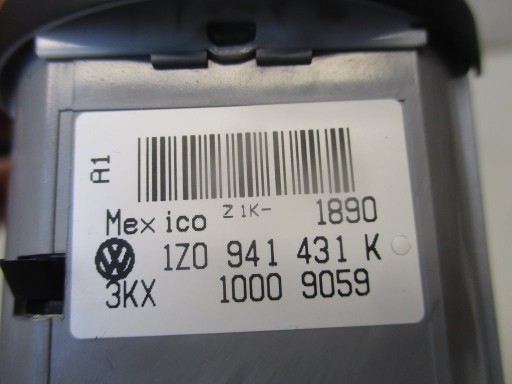 A1
Mexico Z1K- 1890
1Z0 941 431 K
3KX 1000 9059